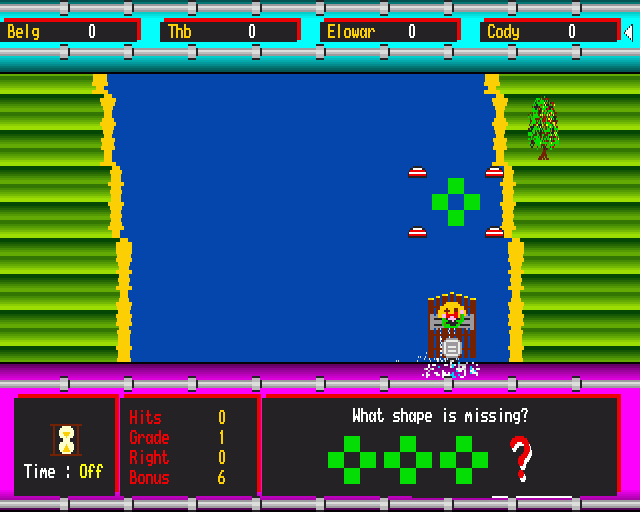 Belg 0 Thb 0 Elowar 0 Cody 0
What shape is missing?
?
Hits 0
Grade 1
Right 0
Bonus 6
Time : Off